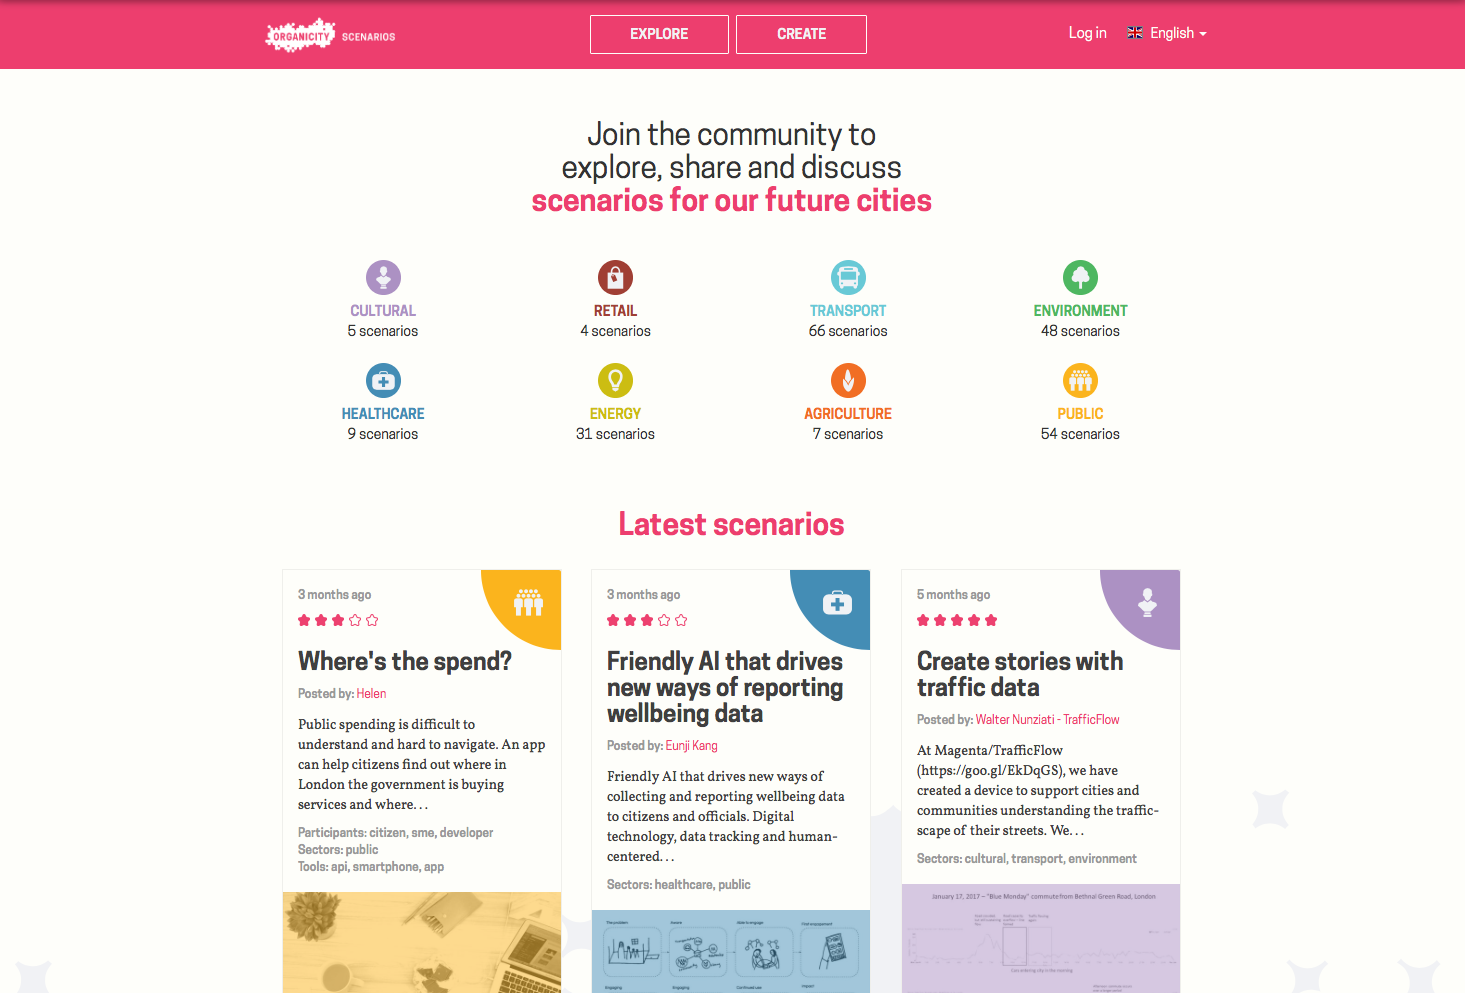 ORGANICITY SCENARIOS
EXPLORE
CREATE
Log in
English
Join the community to
explore, share and discuss
scenarios for our future cities
CULTURAL
5 scenarios
RETAIL
4 scenarios
TRANSPORT
66 scenarios
ENVIRONMENT
48 scenarios
HEALTHCARE
9 scenarios
ENERGY
31 scenarios
AGRICULTURE
7 scenarios
PUBLIC
54 scenarios
Latest scenarios
3 months ago
Where's the spend?
Posted by: Helen
Public spending is difficult to
understand and hard to navigate. An app
can help citizens find out where in
London the government is buying
services and where...
Participants: citizen, sme, developer
Sectors: public
Tools: api, smartphone, app
3 months ago
Friendly AI that drives
new ways of reporting
wellbeing data
Posted by: Eunji Kang
Friendly AI that drives new ways of
collecting and reporting wellbeing data
to citizens and officials. Digital
technology, data tracking and human-
centered...
Sectors: healthcare, public
5 months ago
Create stories with
traffic data
Posted by: Walter Nunziati - TrafficFlow
At Magenta/TrafficFlow
(https://goo.gl/EkDqGS), we have
created a device to support cities and
communities understanding the traffic-
scape of their streets. We...
Sectors: cultural, transport, environment
January 17, 2017 – "Blue Monday" commute from Bethnal Green Road, London